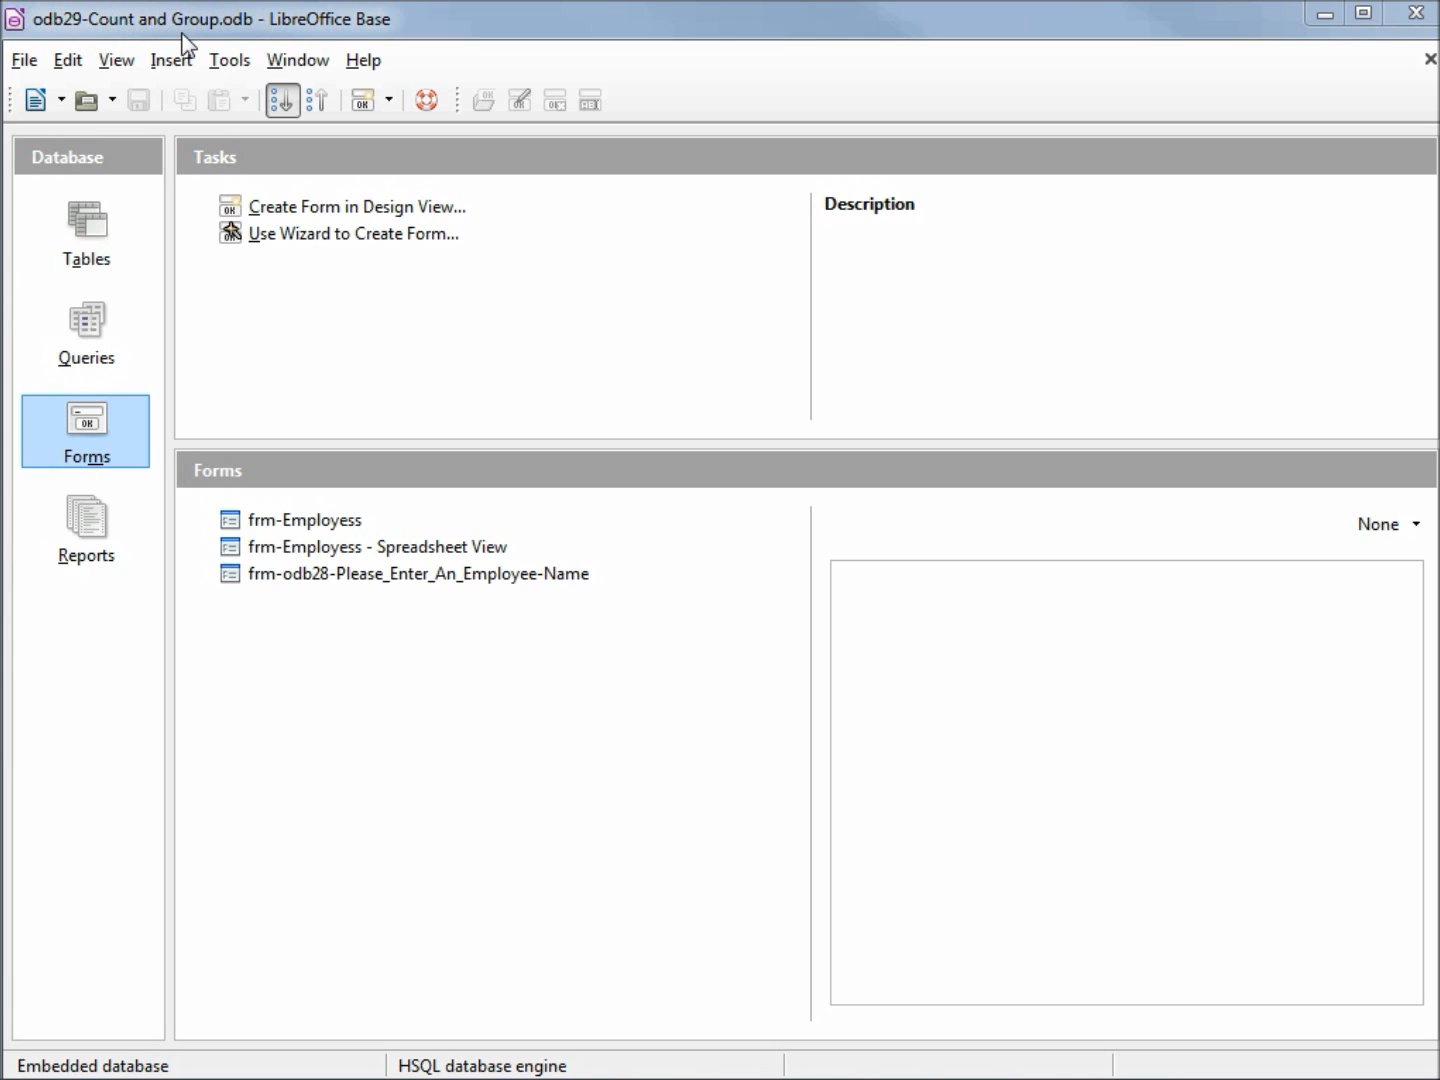 odb29-Count and Group.odb - LibreOffice Base
File Edit View Insert Tools Window Help
Database
Tasks
Tables
Queries
Forms
Reports
Create Form in Design View...
Use Wizard to Create Form...
Description
Forms
frm-Employess
frm-Employess - Spreadsheet View
frm-odb28-Please_Enter_An_Employee-Name
None
Embedded database
HSQL database engine